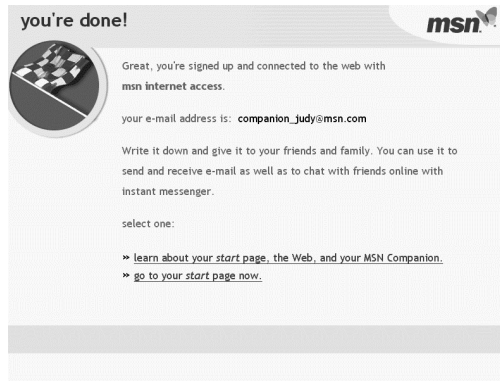 you're done!
msn
Great, you're signed up and connected to the web with
msn internet access.
your e-mail address is: companion_judy@msn.com
Write it down and give it to your friends and family. You can use it to
send and receive e-mail as well as to chat with friends online with
instant messenger.
select one:
» learn about your start page, the Web, and your MSN Companion.
» go to your start page now.